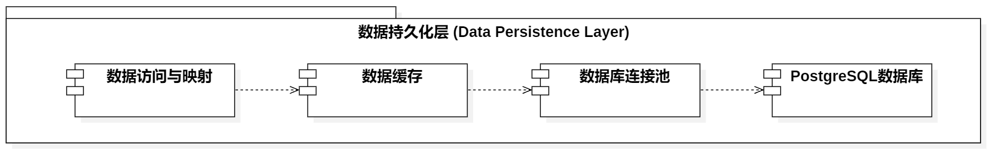 数据持久化层 (Data Persistence Layer)
数据访问与映射
数据缓存
数据库连接池
PostgreSQL数据库